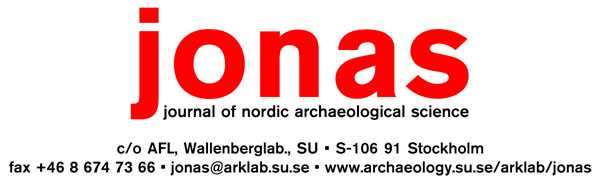 jonas
journal of nordic archaeological science
c/o AFL, Wallenberglab., SU ▪ S-106 91 Stockholm
fax +46 8 674 73 66 ▪ jonas@arklab.su.se ▪ www.archaeology.su.se/arklab/jonas